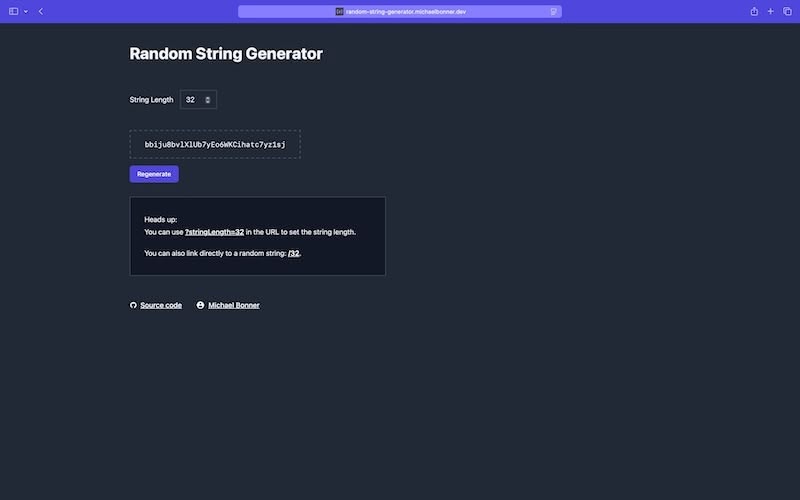 random-string-generator.michaelbonner.dev
Random String Generator
String Length 32
bbiju8bvlXlUb7yEo6WKCihatc7yz1sj
Regenerate
Heads up:
You can use ?stringLength=32 in the URL to set the string length.
You can also link directly to a random string: /32.
Source code Michael Bonner